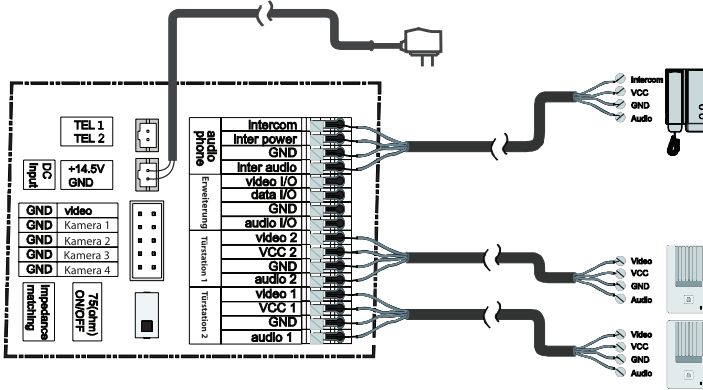 TEL 1
TEL 2
DC Input
+14.5V
GND
GND video
GND Kamera 1
GND Kamera 2
GND Kamera 3
GND Kamera 4
Impedance matching
75(ohm) ON/OFF
audio phone
Intercom
Inter power
GND
Inter audio
Erweiterung
video I/O
data I/O
GND
audio I/O
Türstation 1
video 2
VCC 2
GND
audio 2
Türstation 2
video 1
VCC 1
GND
audio 1
Intercom
VCC
GND
Audio
Video
VCC
GND
Audio
Video
VCC
GND
Audio